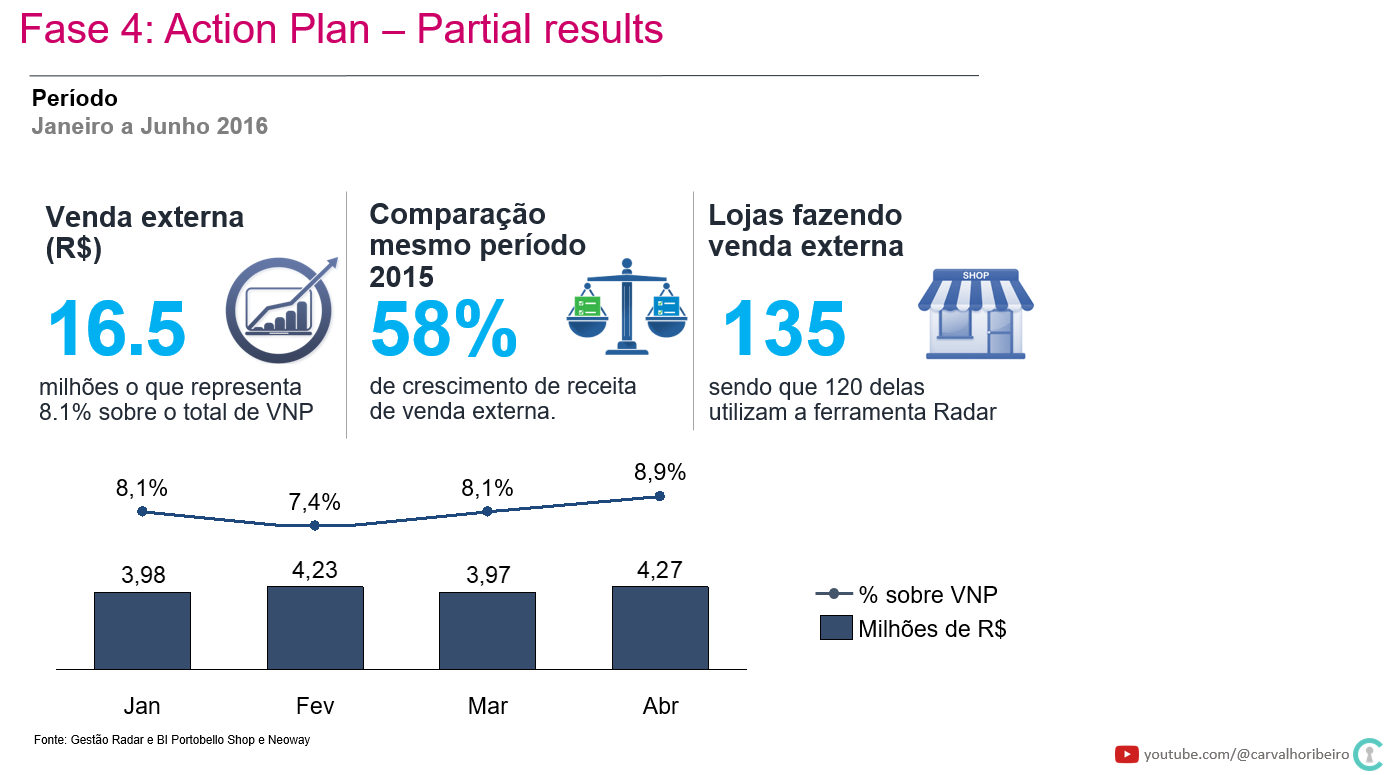 Fase 4: Action Plan – Partial results
Período
Janeiro a Junho 2016
Venda externa
(R$)
16.5
milhões o que representa
8.1% sobre o total de VNP
Comparação
mesmo período
2015
58%
de crescimento de receita
de venda externa.
Lojas fazendo
venda externa
SHOP
135
sendo que 120 delas
utilizam a ferramenta Radar
8,1%
7,4%
8,1%
8,9%
3,98
4,23
3,97
4,27
% sobre VNP
Milhões de R$
Jan
Fev
Mar
Abr
Fonte: Gestão Radar e BI Portobello Shop e Neoway
youtube.com/@carvalhoribeiro